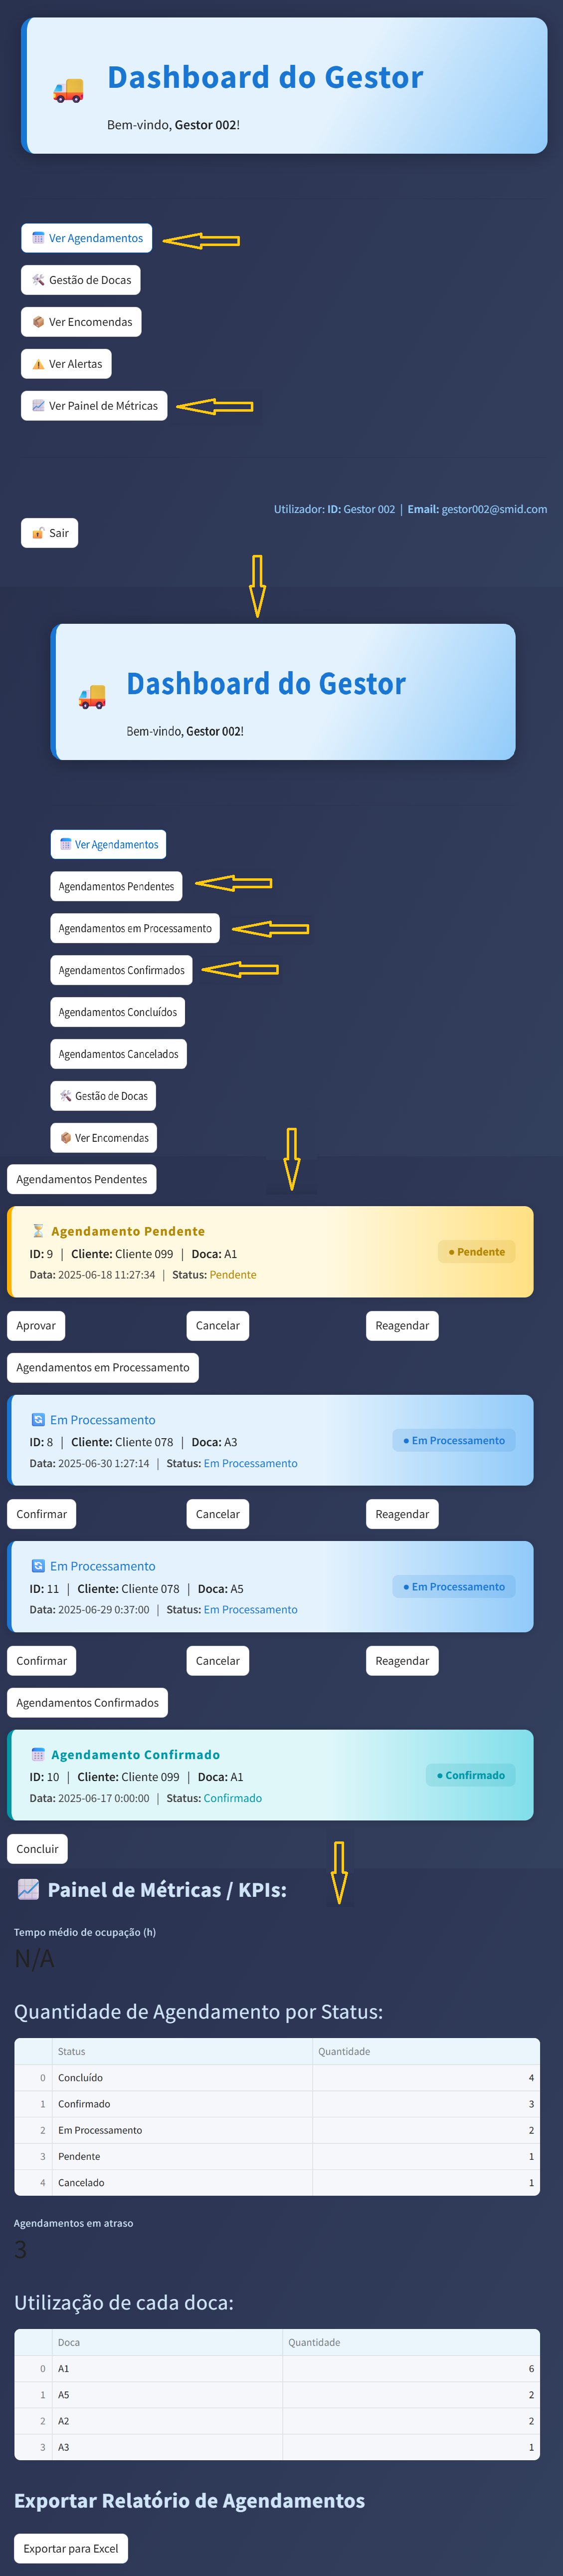 Dashboard do Gestor
Bem-vindo, Gestor 002!
Ver Agendamentos
Gestão de Docas
Ver Encomendas
Ver Alertas
Ver Painel de Métricas
Utilizador: ID: Gestor 002 | Email: gestor002@smid.com
Sair
Dashboard do Gestor
Bem-vindo, Gestor 002!
Ver Agendamentos
Agendamentos Pendentes
Agendamentos em Processamento
Agendamentos Confirmados
Agendamentos Concluídos
Agendamentos Cancelados
Gestão de Docas
Ver Encomendas
Agendamentos Pendentes
Agendamento Pendente
ID: 9 | Cliente: Cliente 099 | Doca: A1
● Pendente
Data: 2025-06-18 11:27:34 | Status: Pendente
Aprovar Cancelar Reagendar
Agendamentos em Processamento
Em Processamento
ID: 8 | Cliente: Cliente 078 | Doca: A3
● Em Processamento
Data: 2025-06-30 1:27:14 | Status: Em Processamento
Confirmar Cancelar Reagendar
Em Processamento
ID: 11 | Cliente: Cliente 078 | Doca: A5
● Em Processamento
Data: 2025-06-29 0:37:00 | Status: Em Processamento
Confirmar Cancelar Reagendar
Agendamentos Confirmados
Agendamento Confirmado
ID: 10 | Cliente: Cliente 099 | Doca: A1
● Confirmado
Data: 2025-06-17 0:00:00 | Status: Confirmado
Concluir
Painel de Métricas / KPIs:
Tempo médio de ocupação (h)
N/A
Quantidade de Agendamento por Status:
Status Quantidade
0 Concluído 4
1 Confirmado 3
2 Em Processamento 2
3 Pendente 1
4 Cancelado 1
Agendamentos em atraso
3
Utilização de cada doca:
Doca Quantidade
0 A1 6
1 A5 2
2 A2 2
3 A3 1
Exportar Relatório de Agendamentos
Exportar para Excel